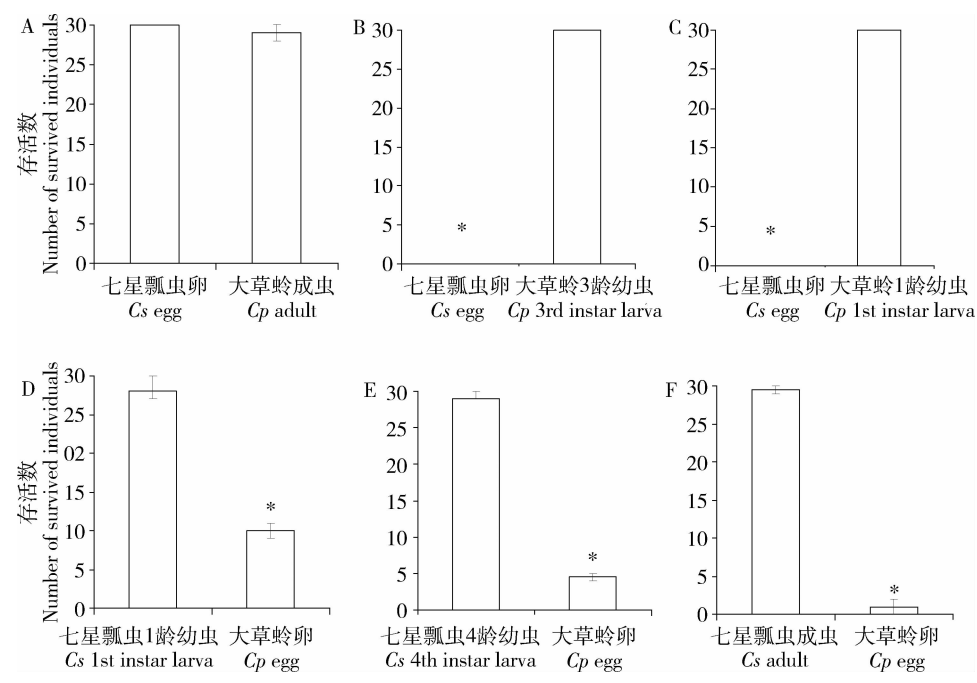 A
存活数
Number of survived individuals
30
25
20
15
10
5
0
七星瓢虫卵
Cs egg
大草蛉成虫
Cp adult
B
30
25
20
15
10
5
0
*
七星瓢虫卵
Cs egg
大草蛉3龄幼虫
Cp 3rd instar larva
C
30
25
20
15
10
5
0
*
七星瓢虫卵
Cs egg
大草蛉1龄幼虫
Cp 1st instar larva
D
存活数
Number of survived individuals
30
25
02
15
10
5
0
*
七星瓢虫1龄幼虫
Cs 1st instar larva
大草蛉卵
Cp egg
E
30
25
20
15
10
5
0
*
七星瓢虫4龄幼虫
Cs 4th instar larva
大草蛉卵
Cp egg
F
30
25
20
15
10
5
0
*
七星瓢虫成虫
Cs adult
大草蛉卵
Cp egg